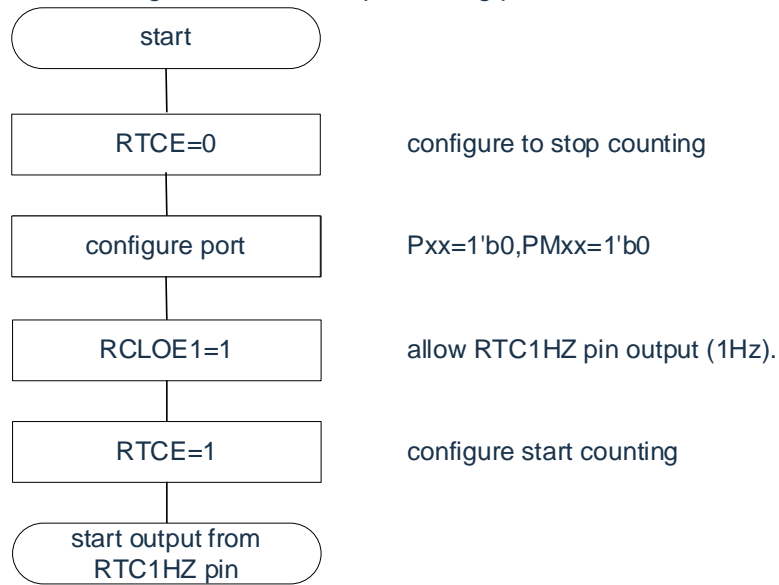 start
RTCE=0
configure to stop counting
configure port
Pxx=1'b0,PMxx=1'b0
RCLOE1=1
allow RTC1HZ pin output (1Hz).
RTCE=1
configure start counting
start output from
RTC1HZ pin